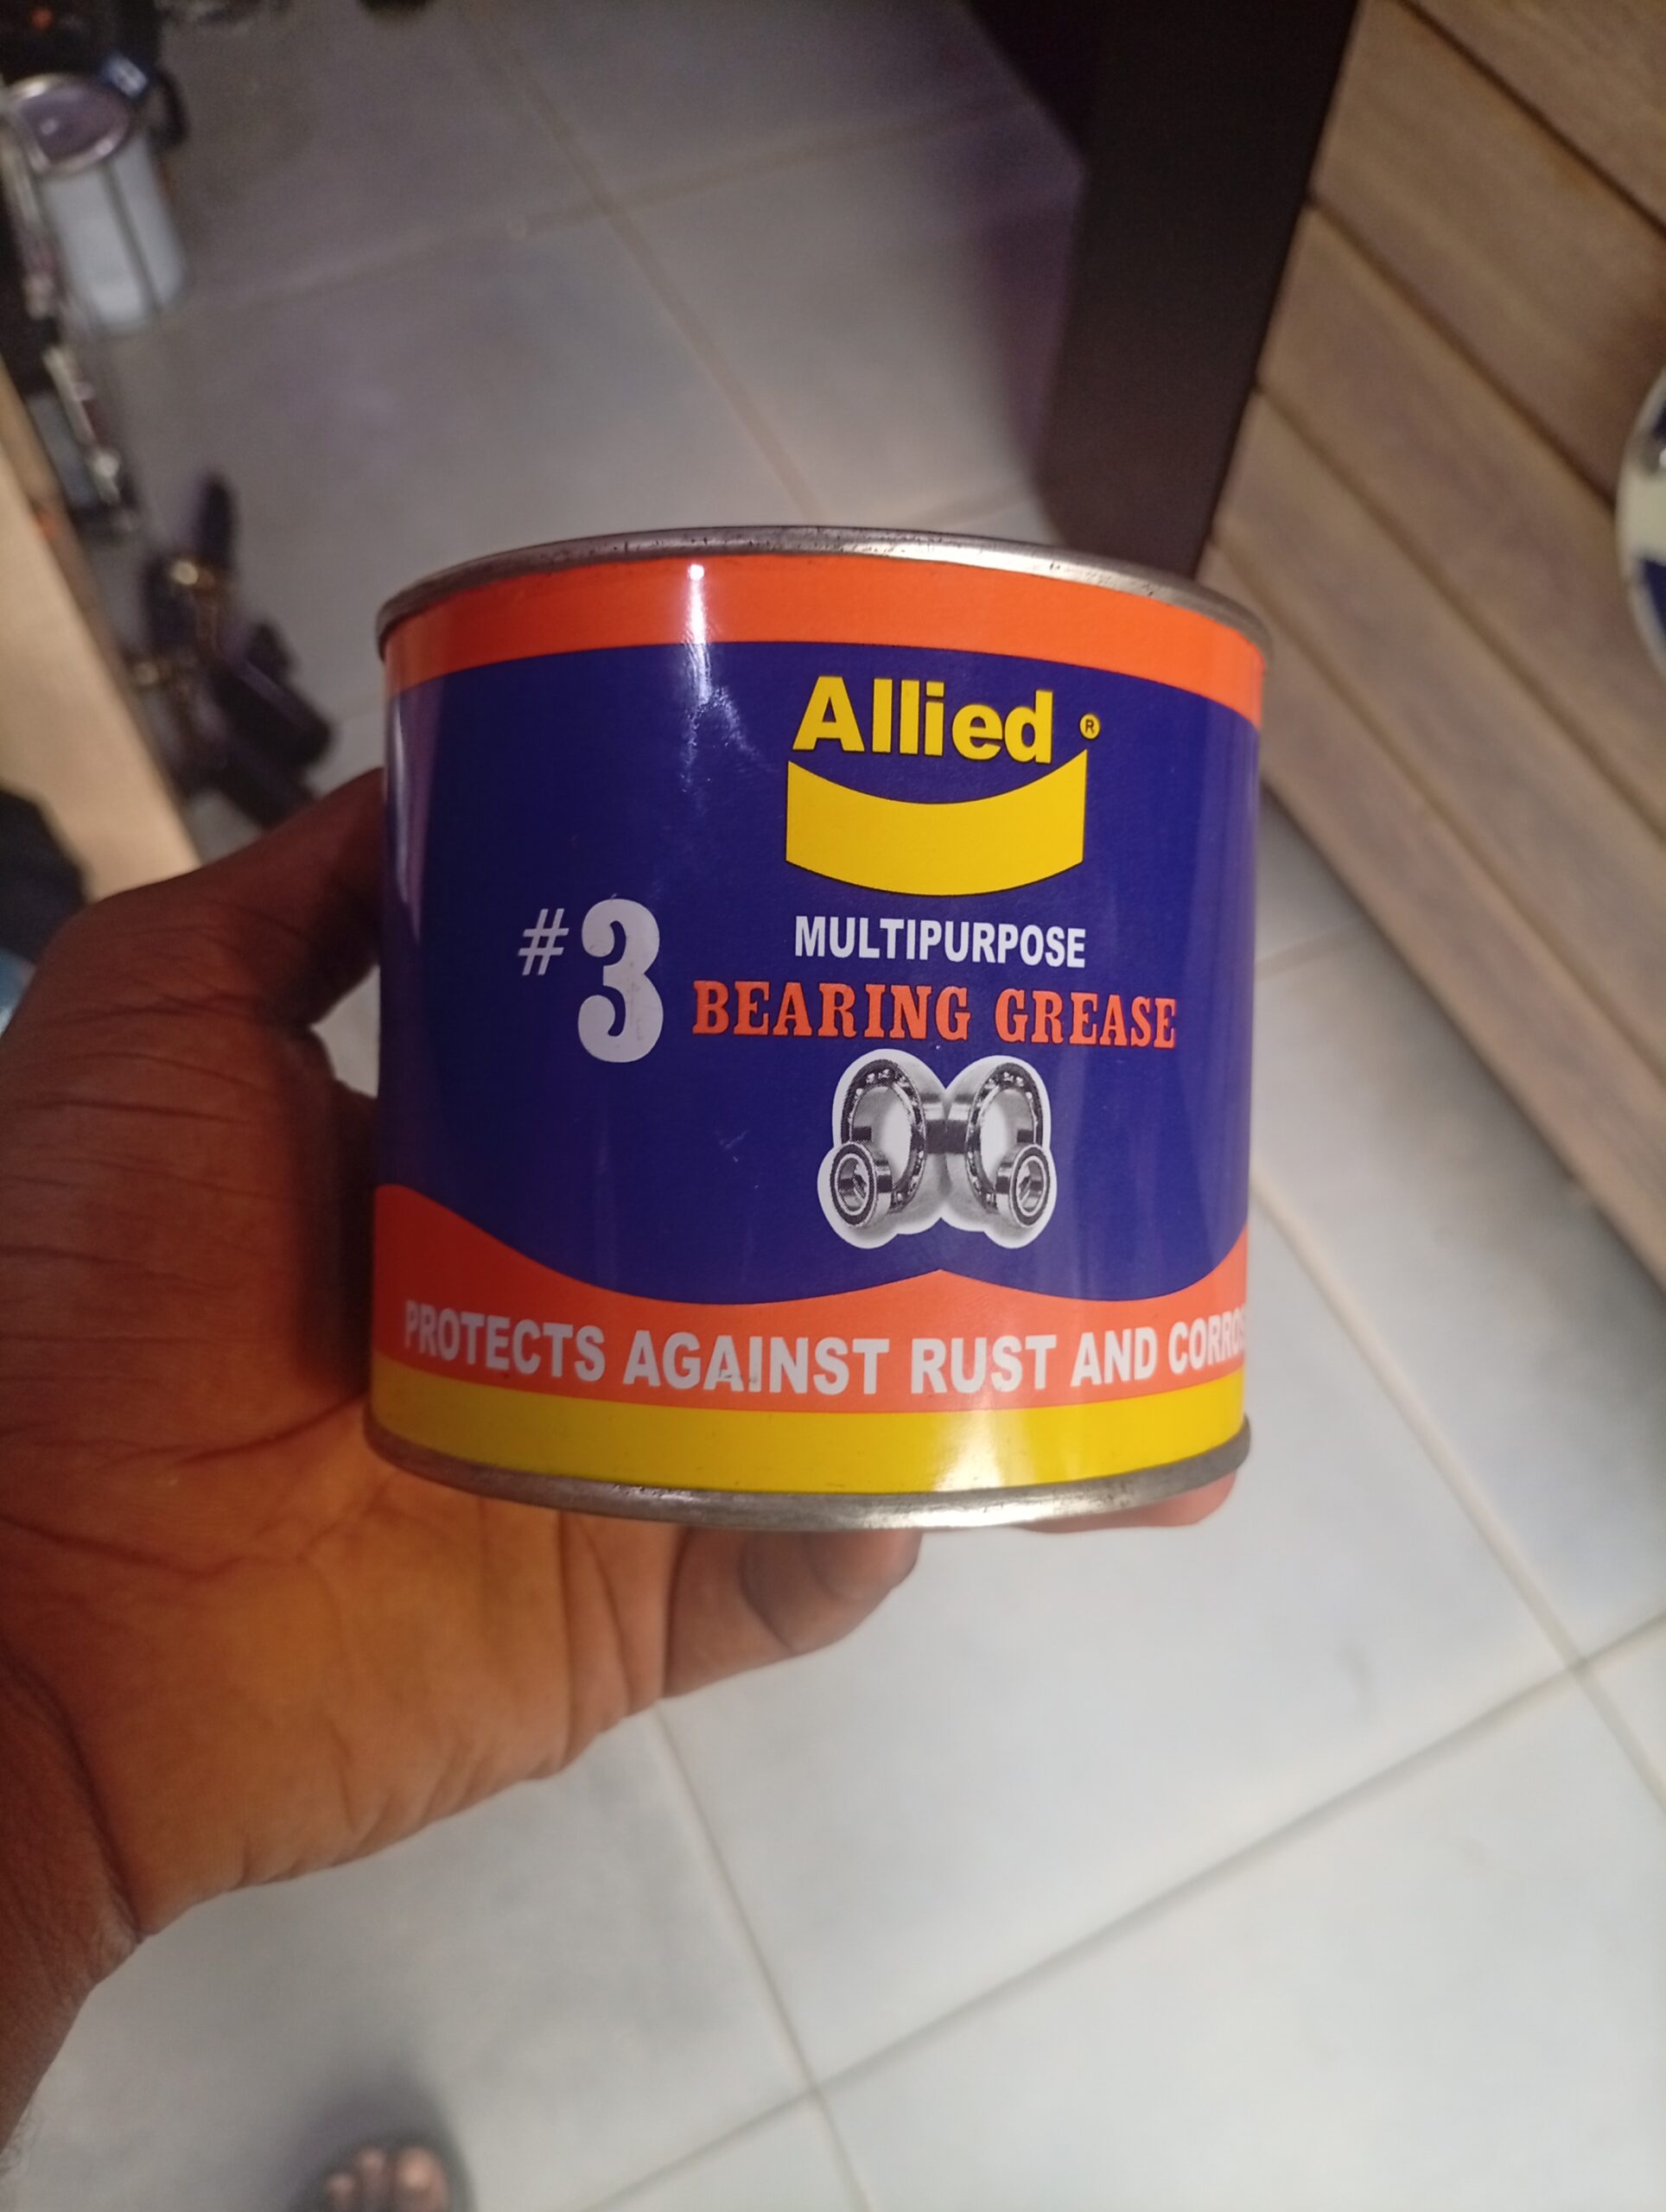 Allied ®
MULTIPURPOSE
#3 BEARING GREASE
PROTECTS AGAINST RUST AND